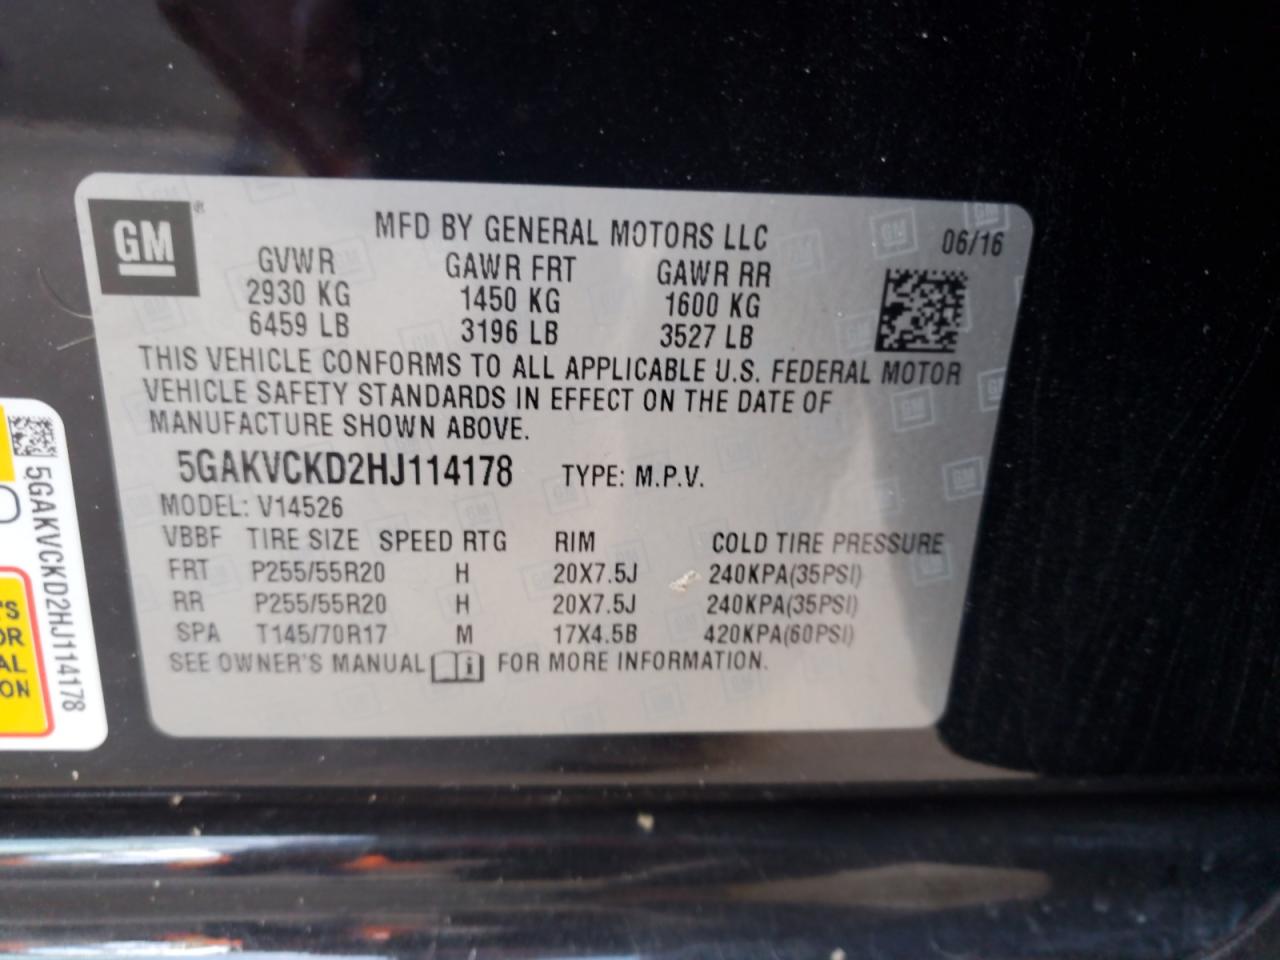 GM
MFD BY GENERAL MOTORS LLC
06/16
GVWR GAWR FRT GAWR RR
2930 KG 1450 KG 1600 KG
6459 LB 3196 LB 3527 LB
THIS VEHICLE CONFORMS TO ALL APPLICABLE U.S. FEDERAL MOTOR
VEHICLE SAFETY STANDARDS IN EFFECT ON THE DATE OF
MANUFACTURE SHOWN ABOVE.
5GAKVCKD2HJ114178 TYPE: M.P.V.
MODEL: V14526
VBBF TIRE SIZE SPEED RTG RIM COLD TIRE PRESSURE
FRT P255/55R20 H 20X7.5J 240KPA(35PSI)
RR P255/55R20 H 20X7.5J 240KPA(35PSI)
SPA T145/70R17 M 17X4.5B 420KPA(60PSI)
SEE OWNER'S MANUAL i FOR MORE INFORMATION.
5GAKVCKD2HJ114178
'S
OR
AL
ON